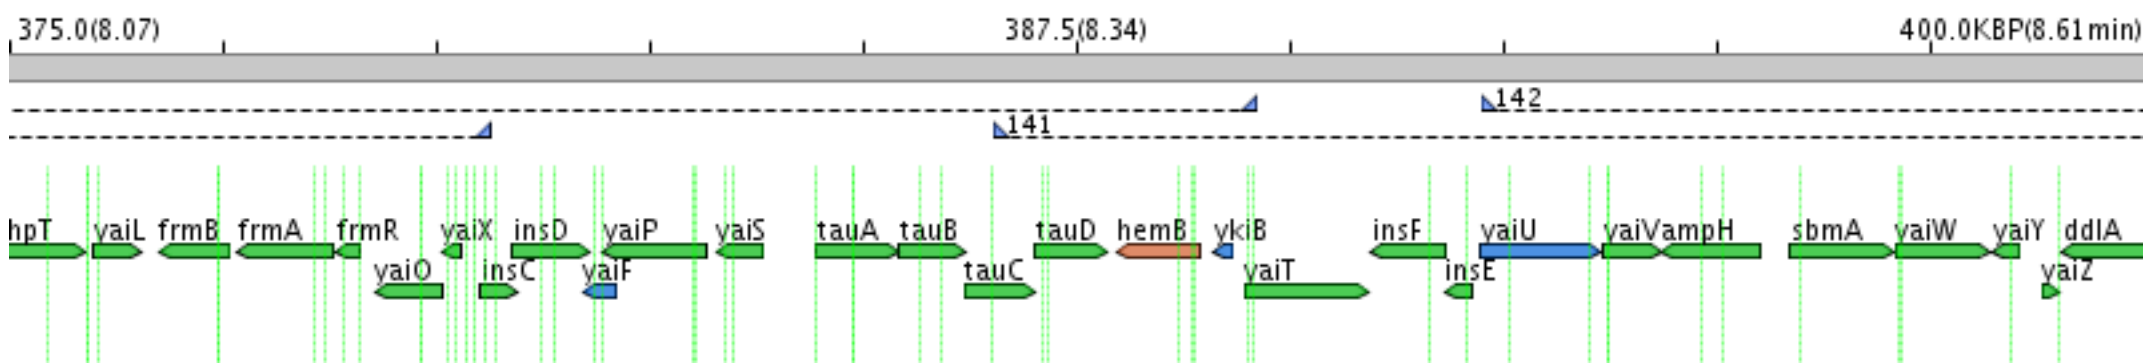 375.0(8.07) 387.5(8.34) 400.0KBP(8.61min)
142
141
hpT yaiL frmB frmA frmR yaiX insD yaiP yaiS tauA tauB tauD hemB ykiB insF yaiU yaiV ampH sbmA yaiW yaiY ddlA
yaiO insC yaiF tauC yaiT insE yaiZ